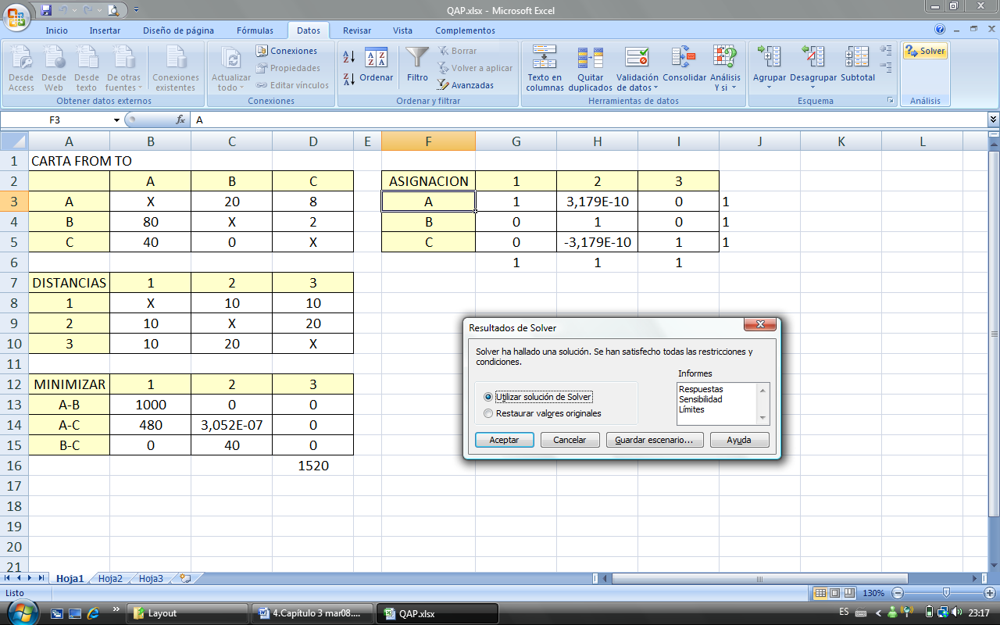 QAP.xlsx - Microsoft Excel
Inicio Insertar Diseño de página Fórmulas Datos Revisar Vista Complementos
Desde Access
Desde Web
Desde texto
De otras fuentes
Conexiones existentes
Obtener datos externos
Actualizar todo
Conexiones
Propiedades
Editar vínculos
Conexiones
Ordenar
Filtro
Borrar
Volver a aplicar
Avanzadas
Ordenar y filtrar
Texto en columnas
Quitar duplicados
Validación de datos
Consolidar
Análisis Y si
Herramientas de datos
Agrupar
Desagrupar
Subtotal
Esquema
Solver
Análisis
F3 fx A
A B C D E F G H I J K L
1 CARTA FROM TO
2 A B C ASIGNACION 1 2 3
3 A X 20 8 A 1 3,179E-10 0 1
4 B 80 X 2 B 0 1 0 1
5 C 40 0 X C 0 -3,179E-10 1 1
6 1 1 1
7 DISTANCIAS 1 2 3
8 1 X 10 10
9 2 10 X 20
10 3 10 20 X
11
12 MINIMIZAR 1 2 3
13 A-B 1000 0 0
14 A-C 480 3,052E-07 0
15 B-C 0 40 0
16 1520
17
18
19
20
21
Resultados de Solver
Solver ha hallado una solución. Se han satisfecho todas las restricciones y
condiciones.
Informes
Utilizar solución de Solver
Restaurar valores originales
Respuestas
Sensibilidad
Límites
Aceptar Cancelar Guardar escenario... Ayuda
Hoja1 Hoja2 Hoja3
Listo 130%
Layout 4.Capítulo 3 mar08.... QAP.xlsx ES 23:17